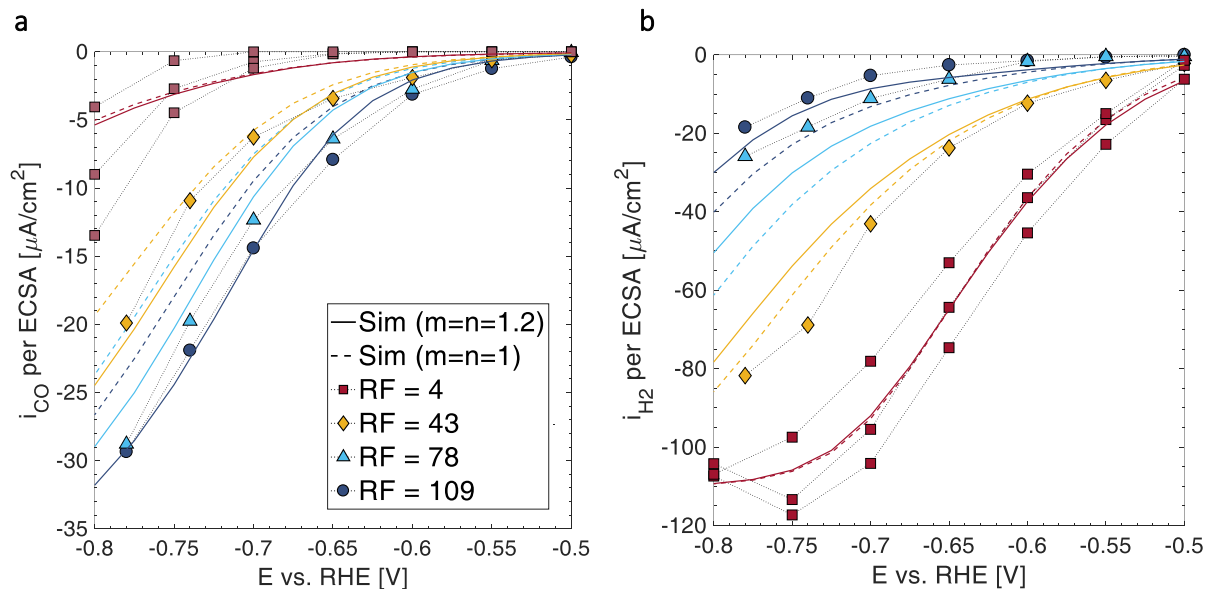 a
0
-5
-10
-15
-20
-25
-30
-35
i_CO per ECSA [μA/cm²]
-0.8 -0.75 -0.7 -0.65 -0.6 -0.55 -0.5
E vs. RHE [V]
Sim (m=n=1.2)
Sim (m=n=1)
RF = 4
RF = 43
RF = 78
RF = 109
b
0
-20
-40
-60
-80
-100
-120
i_H2 per ECSA [μA/cm²]
-0.8 -0.75 -0.7 -0.65 -0.6 -0.55 -0.5
E vs. RHE [V]